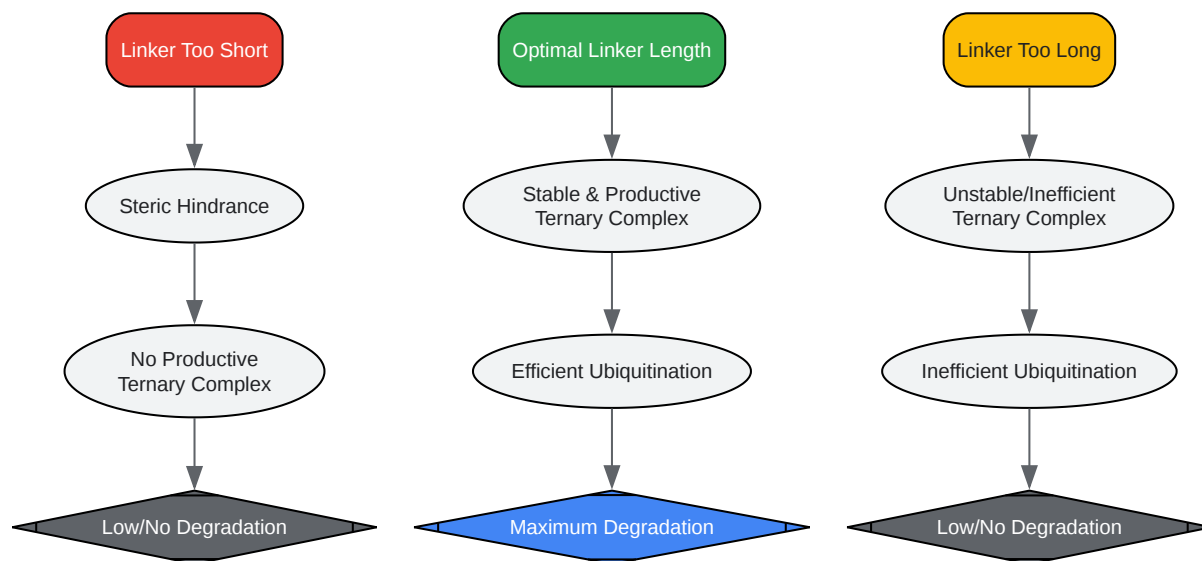 Linker Too Short
Optimal Linker Length
Linker Too Long
Steric Hindrance
Stable & Productive
Ternary Complex
Unstable/Inefficient
Ternary Complex
No Productive
Ternary Complex
Efficient Ubiquitination
Inefficient Ubiquitination
Low/No Degradation
Maximum Degradation
Low/No Degradation